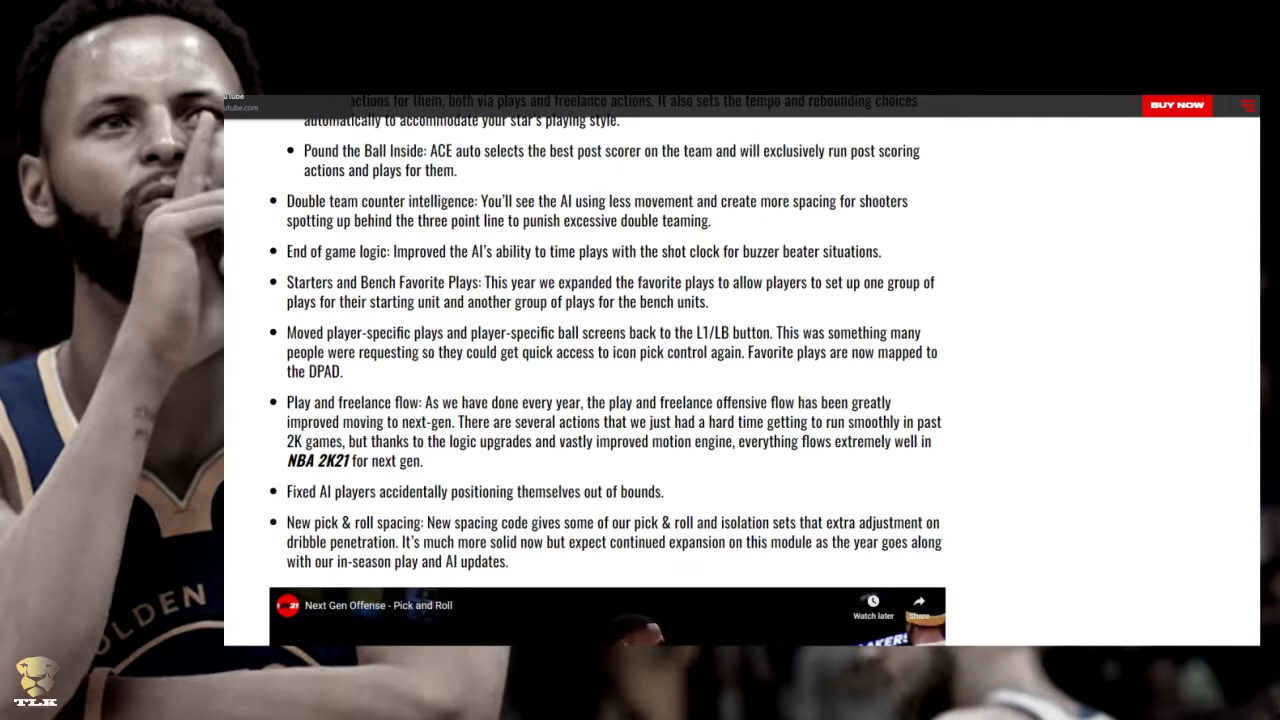 uTube
utube.com
actions for them, both via plays and freelance actions. It also sets the tempo and rebounding choices
BUY NOW
automatically to accommodate your star's playing style.
Pound the Ball Inside: ACE auto selects the best post scorer on the team and will exclusively run post scoring
actions and plays for them.
Double team counter intelligence: You'll see the AI using less movement and create more spacing for shooters
spotting up behind the three point line to punish excessive double teaming.
End of game logic: Improved the AI's ability to time plays with the shot clock for buzzer beater situations.
Starters and Bench Favorite Plays: This year we expanded the favorite plays to allow players to set up one group of
plays for their starting unit and another group of plays for the bench units.
Moved player-specific plays and player-specific ball screens back to the L1/LB button. This was something many
people were requesting so they could get quick access to icon pick control again. Favorite plays are now mapped to
the DPAD.
Play and freelance flow: As we have done every year, the play and freelance offensive flow has been greatly
improved moving to next-gen. There are several actions that we just had a hard time getting to run smoothly in past
2K games, but thanks to the logic upgrades and vastly improved motion engine, everything flows extremely well in
NBA 2K21 for next gen.
Fixed AI players accidentally positioning themselves out of bounds.
New pick & roll spacing: New spacing code gives some of our pick & roll and isolation sets that extra adjustment on
dribble penetration. It's much more solid now but expect continued expansion on this module as the year goes along
with our in-season play and AI updates.
21 Next Gen Offense - Pick and Roll
Watch later
Share
LAKERS
OLDEN
TLK